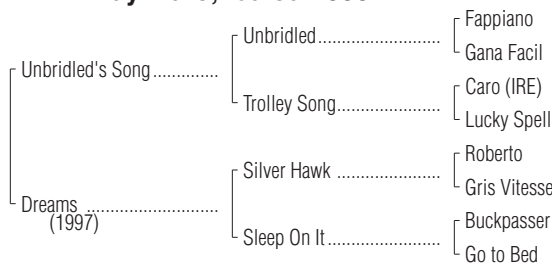 Fappiano
Unbridled
Gana Facil
Unbridled's Song
Caro (IRE)
Trolley Song
Lucky Spell
Roberto
Silver Hawk
Gris Vitesse
Dreams
(1997)
Buckpasser
Sleep On It
Go to Bed